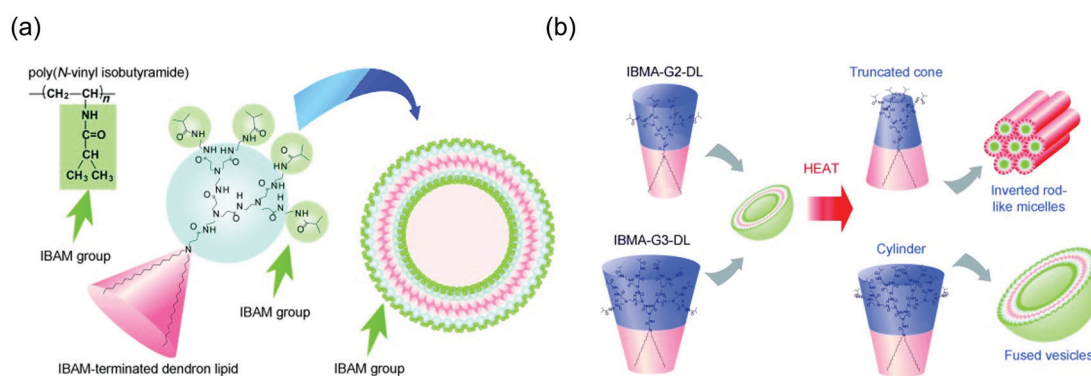 (a)
poly(N-vinyl isobutyramide)
(CH2-CH)n
NH
C=O
CH
CH3 CH3
IBAM group
IBAM group
IBAM-terminated dendron lipid
IBAM group
(b)
IBMA-G2-DL
Truncated cone
HEAT
Inverted rod-
like micelles
IBMA-G3-DL
Cylinder
Fused vesicles